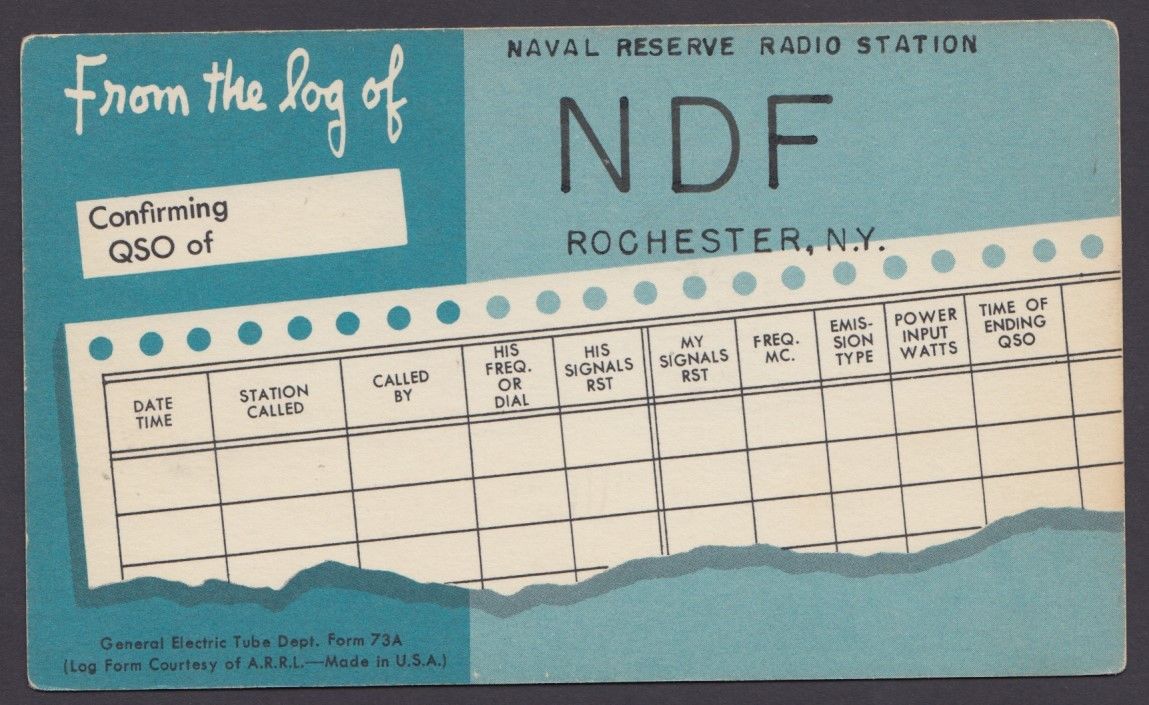 From the log of
NAVAL RESERVE RADIO STATION
NDF
ROCHESTER, N.Y.
Confirming
QSO of
DATE
TIME
STATION
CALLED
CALLED
BY
HIS
FREQ.
OR
DIAL
HIS
SIGNALS
RST
MY
SIGNALS
RST
FREQ.
MC.
EMIS-
SION
TYPE
POWER
INPUT
WATTS
TIME OF
ENDING
QSO
General Electric Tube Dept. Form 73A
(Log Form Courtesy of A.R.R.L.—Made in U.S.A.)